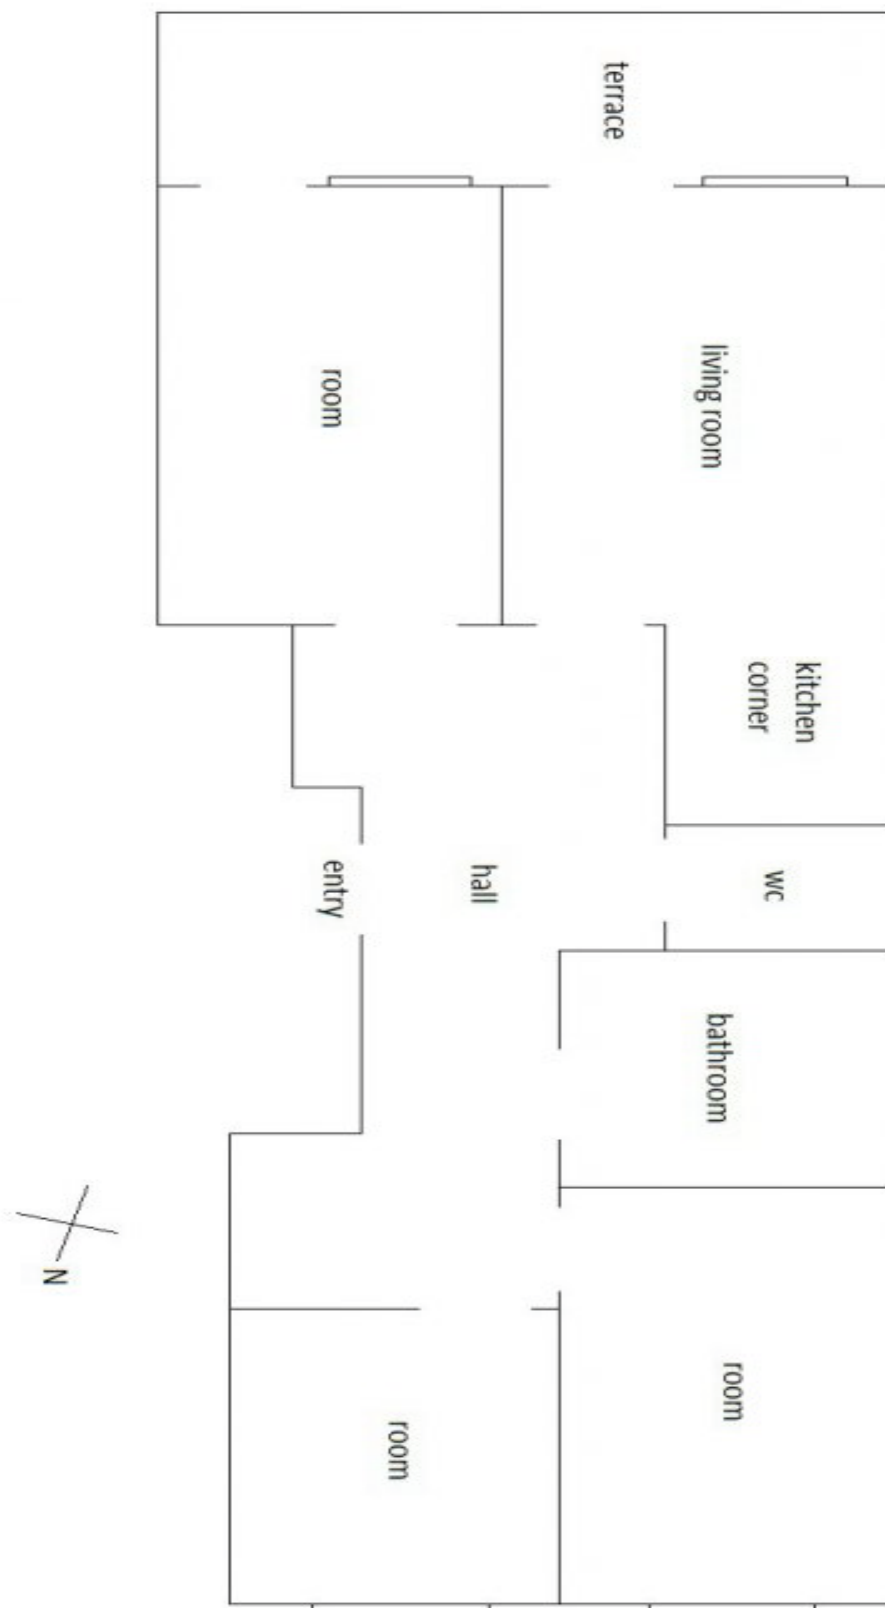 terrace
living room
kitchen
corner
wc
bathroom
room
room
hall
entry
room
N